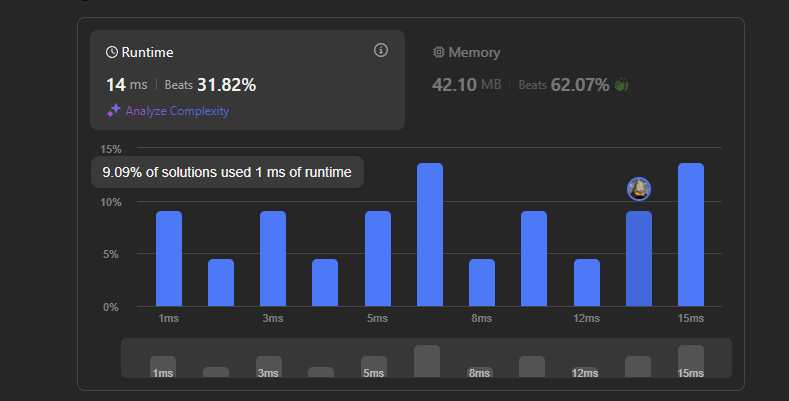 Runtime
14 ms | Beats 31.82%
Analyze Complexity
Memory
42.10 MB | Beats 62.07%
15%
9.09% of solutions used 1 ms of runtime
10%
5%
0%
1ms 3ms 5ms 8ms 12ms 15ms
1ms 3ms 5ms 8ms 12ms 15ms